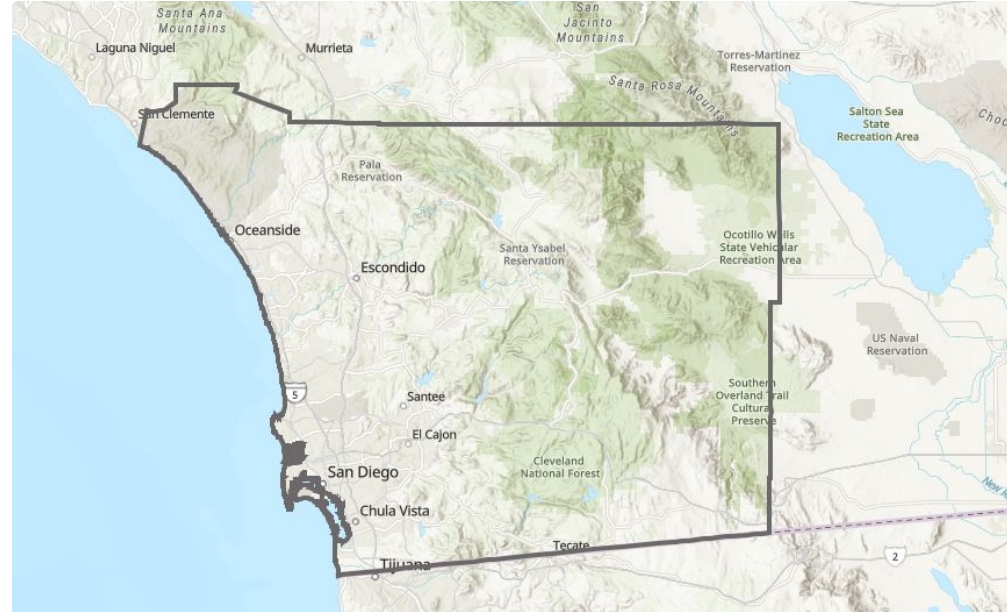 Santa Ana
Mountains
San
Jacinto
Mountains
Laguna Niguel
Murrieta
Torres-Martinez
Reservation
Santa Rosa Mountains
San Clemente
Salton Sea
State
Recreation Area
Choc
Pala
Reservation
Oceanside
Ocotillo Wells
State Vehicular
Recreation Area
Santa Ysabel
Reservation
Escondido
US Naval
Reservation
5
Southern
Overland Trail
Cultural
Preserve
Santee
El Cajon
Cleveland
National Forest
San Diego
New
Chula Vista
Tecate
2
Tijuana